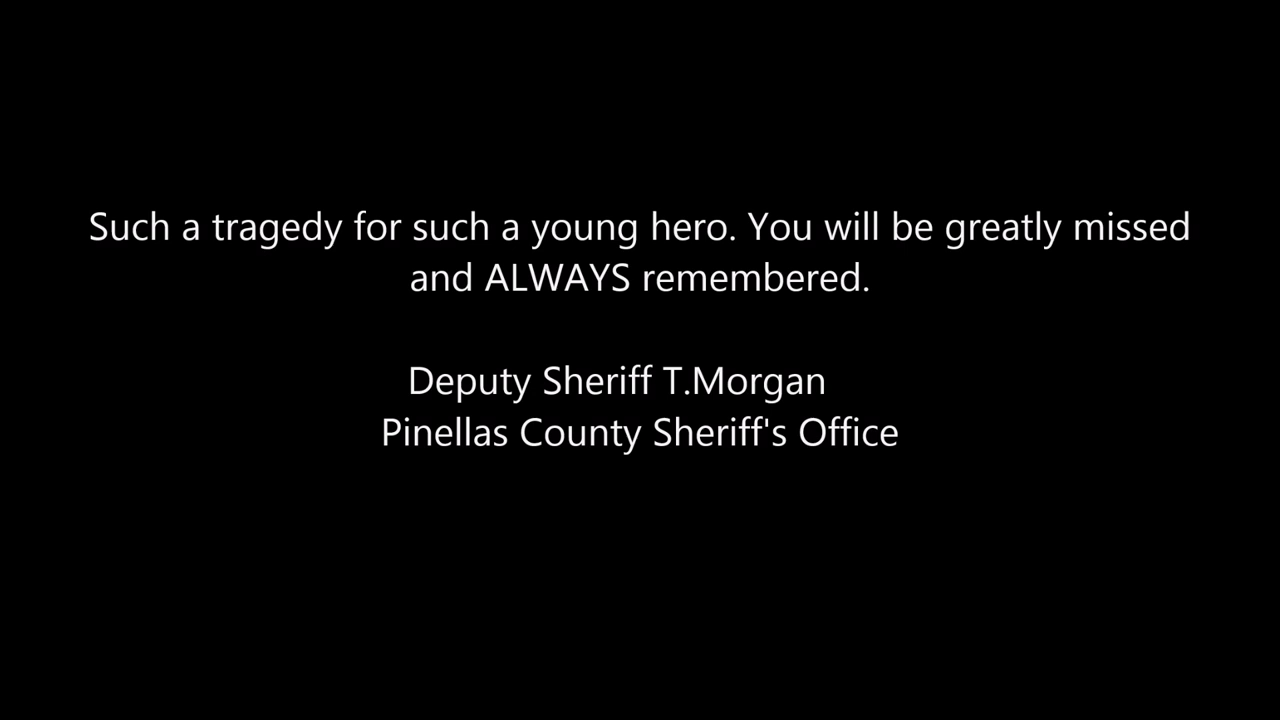 Such a tragedy for such a young hero. You will be greatly missed
and ALWAYS remembered.
Deputy Sheriff T.Morgan
Pinellas County Sheriff's Office